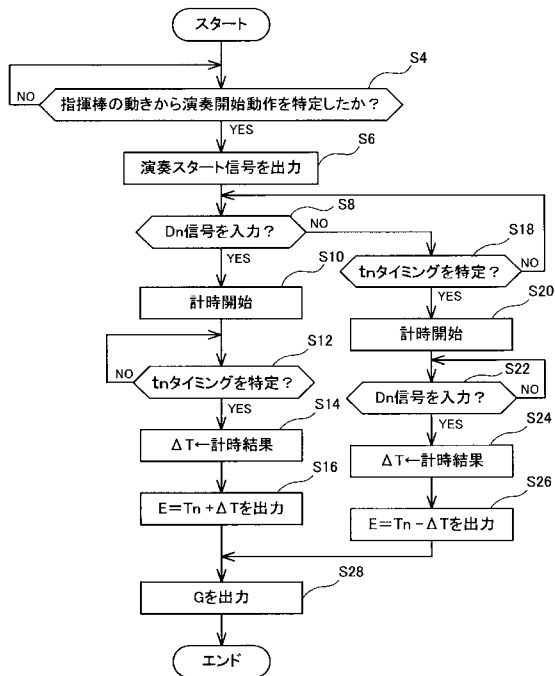 スタート
S4
指揮棒の動きから演奏開始動作を特定したか?
NO
YES
S6
演奏スタート信号を出力
S8
Dn信号を入力?
NO
YES
S18
tnタイミングを特定?
NO
YES
S10
計時開始
S20
計時開始
S12
tnタイミングを特定?
NO
YES
S22
Dn信号を入力?
NO
YES
S14
ΔT←計時結果
S24
ΔT←計時結果
S16
E=Tn+ΔTを出力
S26
E=Tn-ΔTを出力
S28
Gを出力
エンド